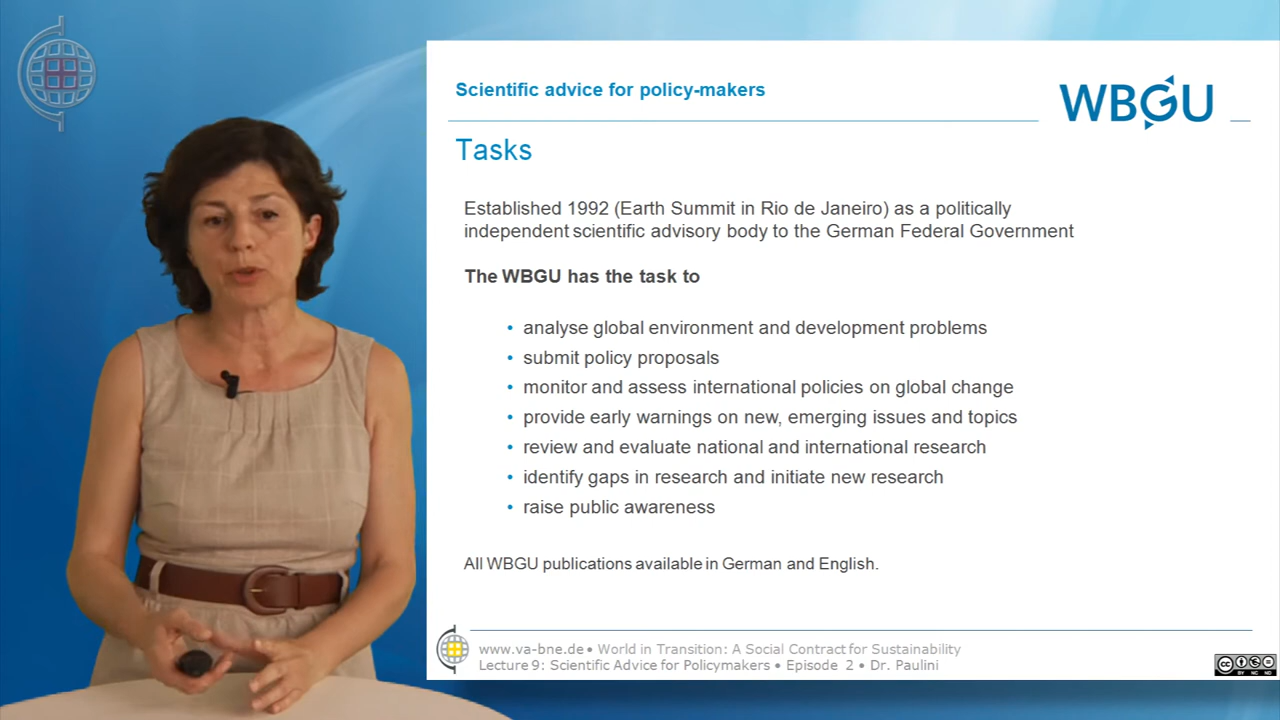 Scientific advice for policy-makers
WBGU
Tasks
Established 1992 (Earth Summit in Rio de Janeiro) as a politically
independent scientific advisory body to the German Federal Government
The WBGU has the task to
• analyse global environment and development problems
• submit policy proposals
• monitor and assess international policies on global change
• provide early warnings on new, emerging issues and topics
• review and evaluate national and international research
• identify gaps in research and initiate new research
• raise public awareness
All WBGU publications available in German and English.
www.va-bne.de • World in Transition: A Social Contract for Sustainability
Lecture 9: Scientific Advice for Policymakers • Episode 2 • Dr. Paulini
CC
BY NC ND